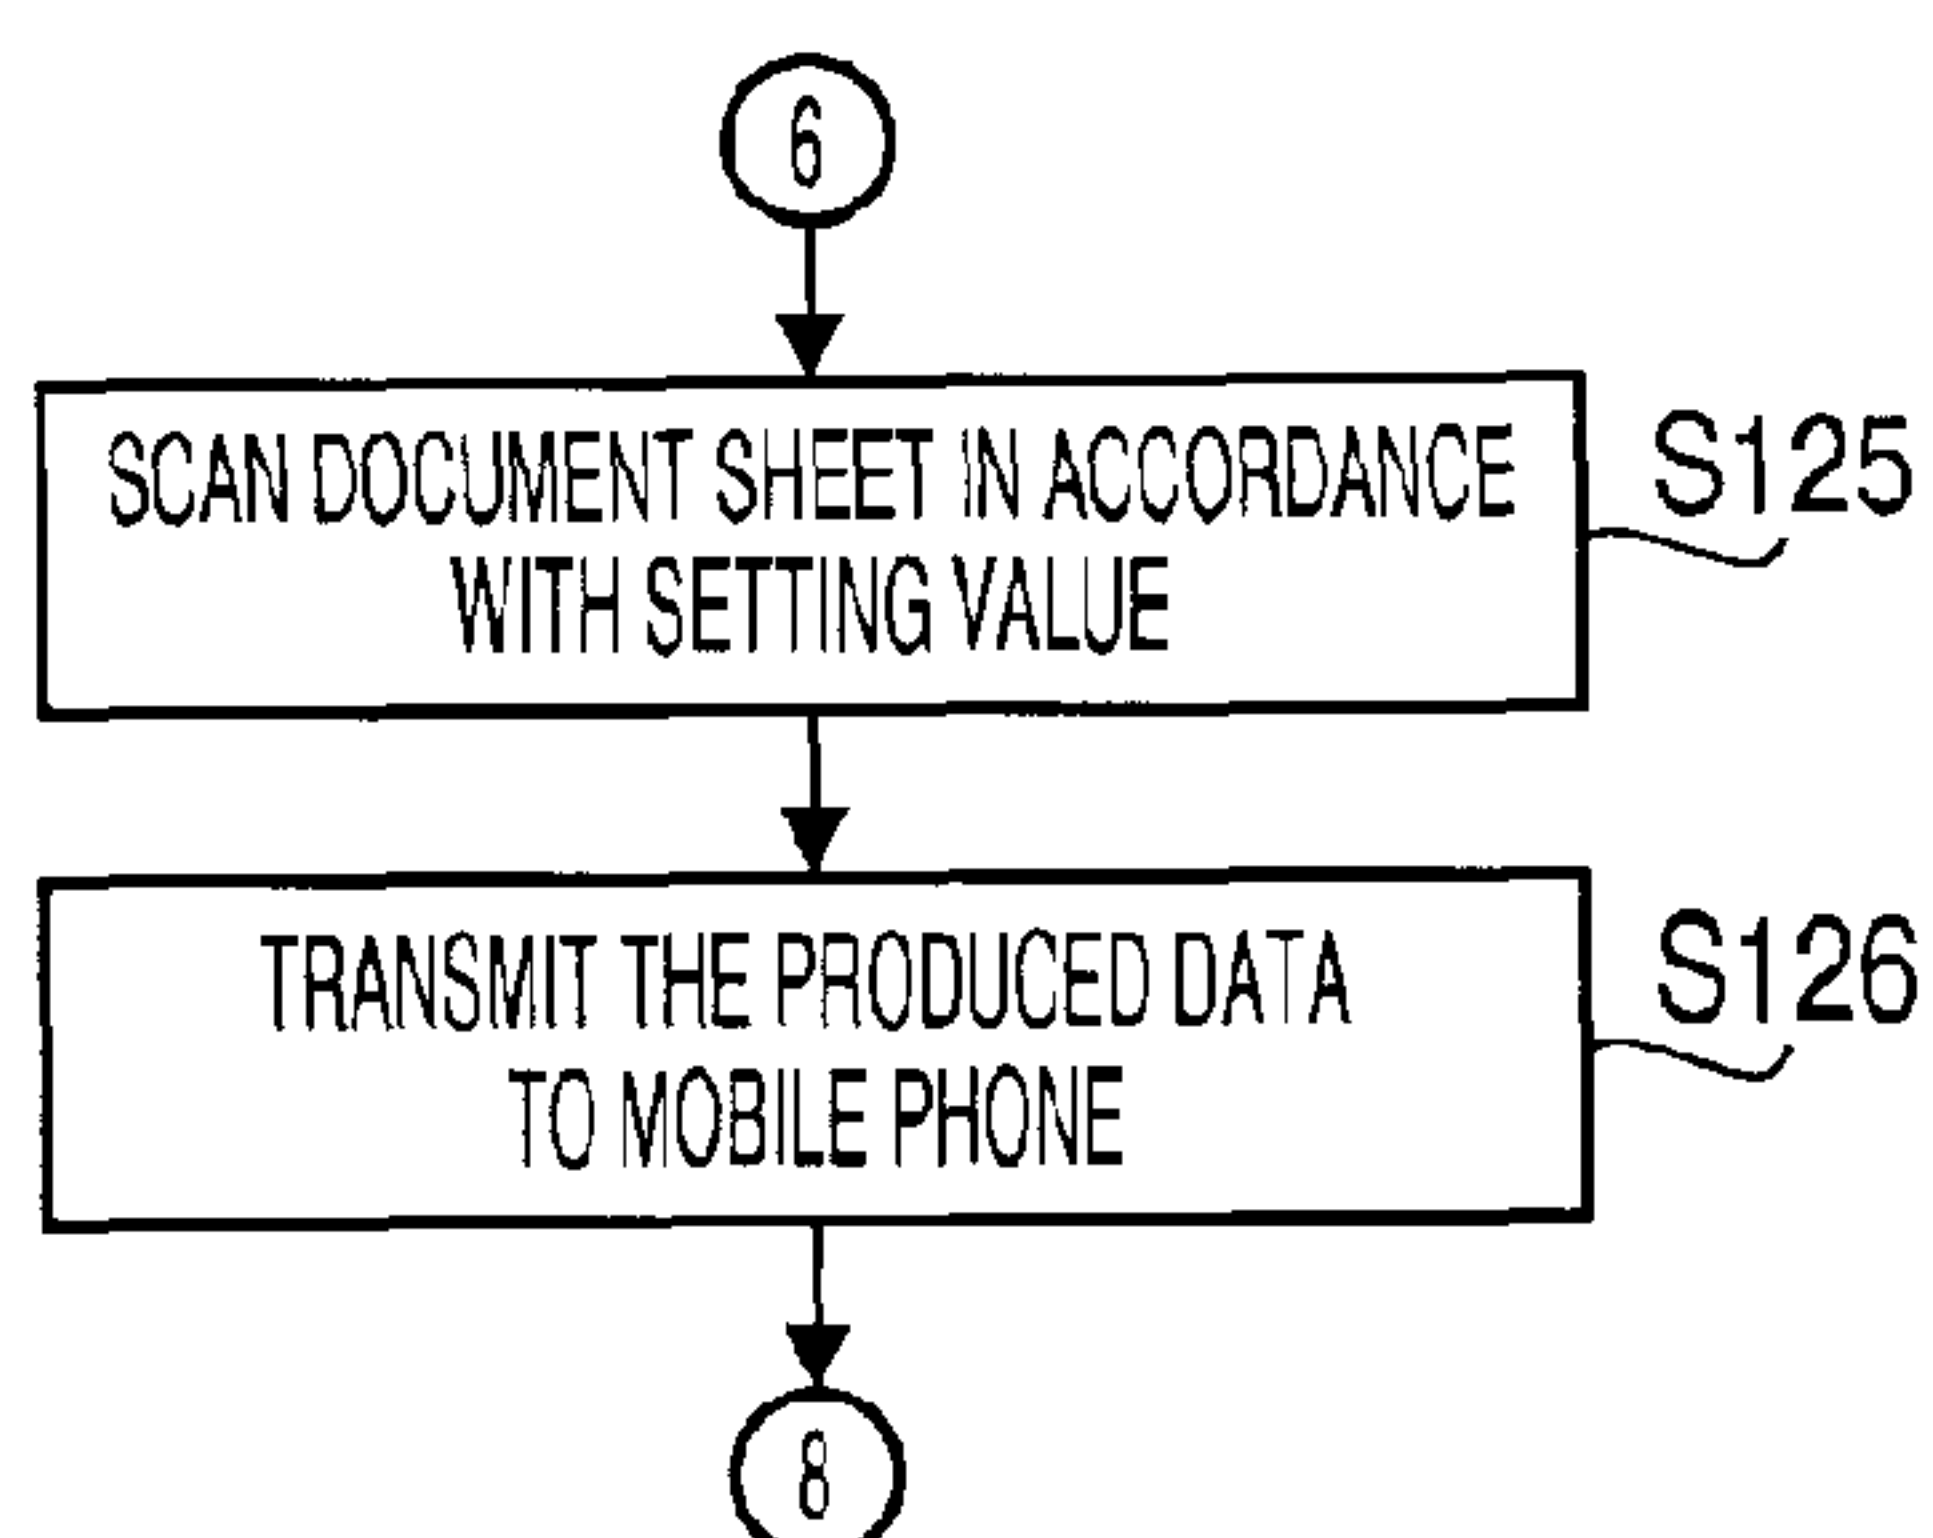 6
SCAN DOCUMENT SHEET IN ACCORDANCE
WITH SETTING VALUE
S125
TRANSMIT THE PRODUCED DATA
TO MOBILE PHONE
S126
8